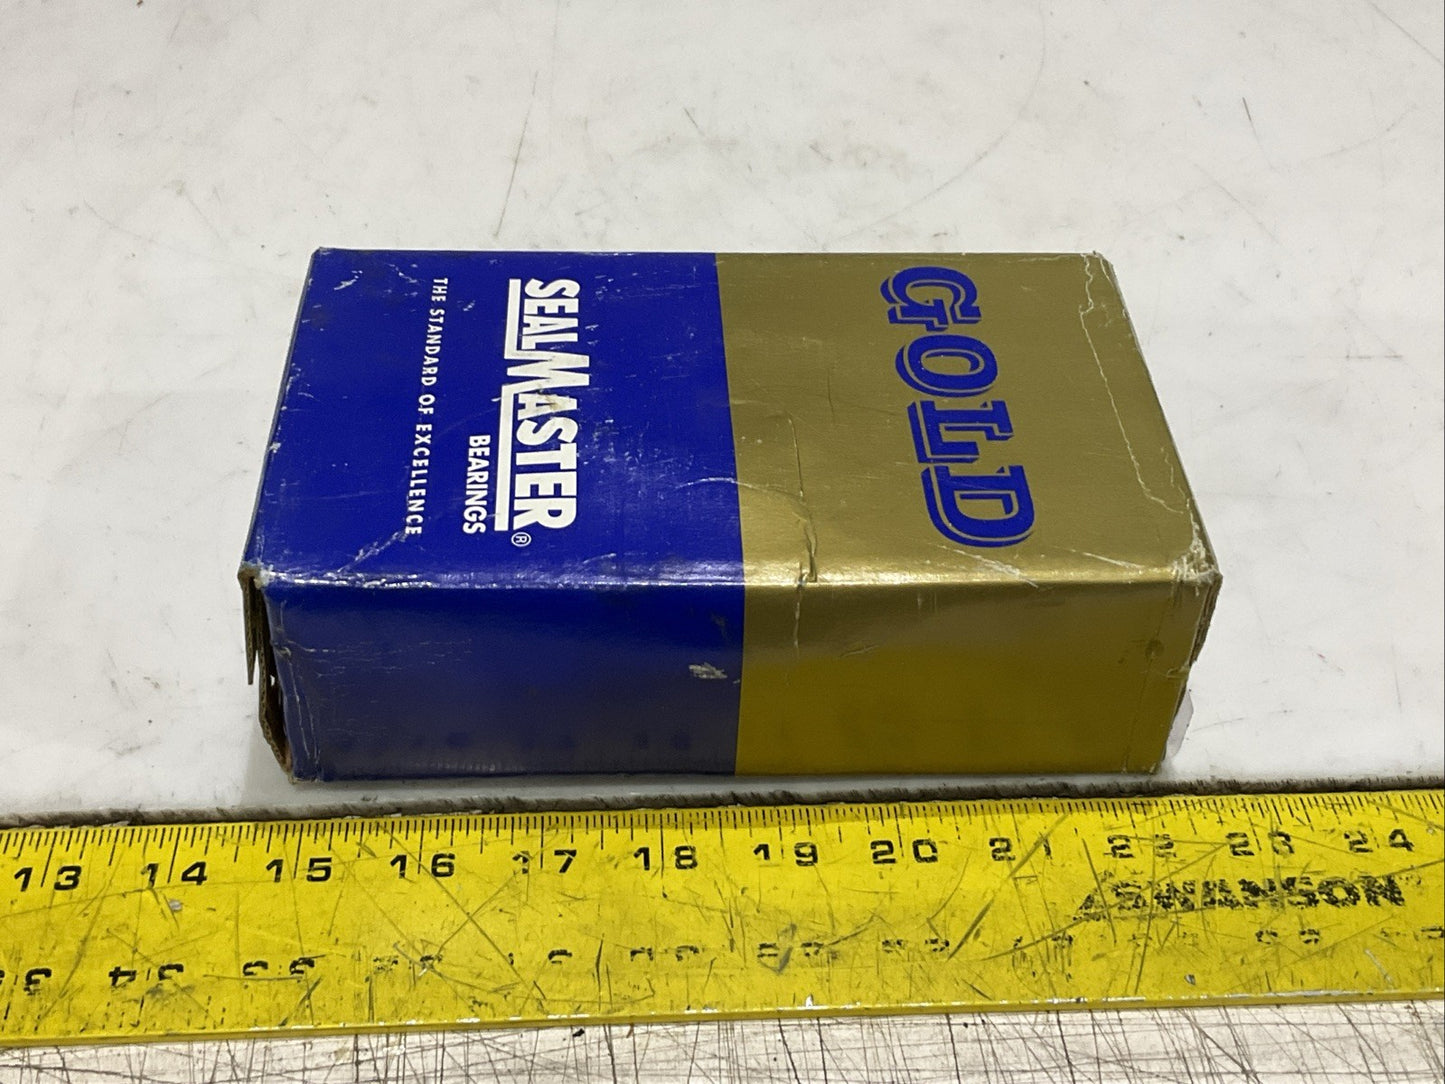 GOLD
SEALMASTER®
BEARINGS
THE STANDARD OF EXCELLENCE
13 14 15 16 17 18 19 20 21 22 23 24
SWANSON